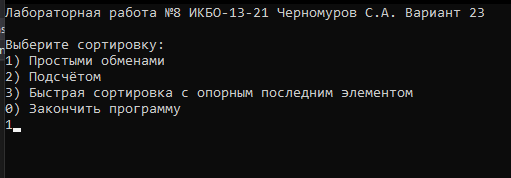 Лабораторная работа №8 ИКБО-13-21 Черномуров С.А. Вариант 23
Выберите сортировку:
1) Простыми обменами
2) Подсчётом
3) Быстрая сортировка с опорным последним элементом
0) Закончить программу
1